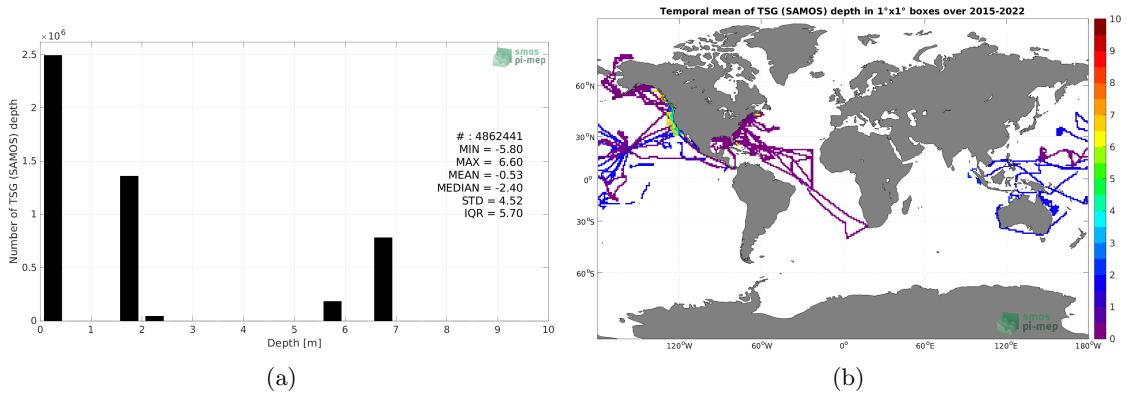 ×10⁶
2.5
2
1.5
1
0.5
0
Number of TSG (SAMOS) depth
0 1 2 3 4 5 6 7 8 9 10
Depth [m]
smos
pi-mep
# : 4862441
MIN = -5.80
MAX = 6.60
MEAN = -0.53
MEDIAN = -2.40
STD = 4.52
IQR = 5.70
(a)
Temporal mean of TSG (SAMOS) depth in 1°x1° boxes over 2015-2022
60°N
30°N
0°
30°S
60°S
120°W 60°W 0° 60°E 120°E 180°W
smos
pi-mep
10
9
8
7
6
5
4
3
2
1
0
(b)